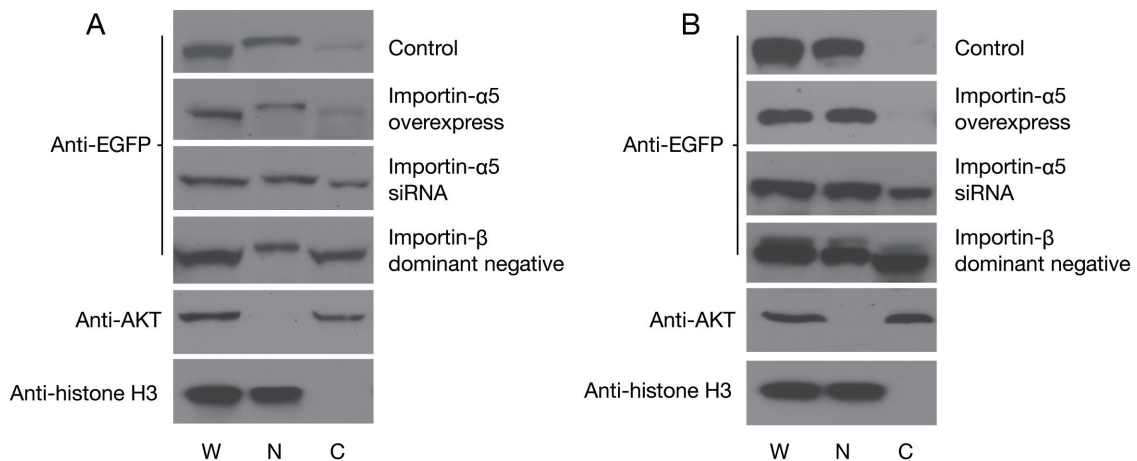 A
Anti-EGFP
Control
Importin-α5
overexpress
Importin-α5
siRNA
Importin-β
dominant negative
Anti-AKT
Anti-histone H3
W N C
B
Anti-EGFP
Control
Importin-α5
overexpress
Importin-α5
siRNA
Importin-β
dominant negative
Anti-AKT
Anti-histone H3
W N C